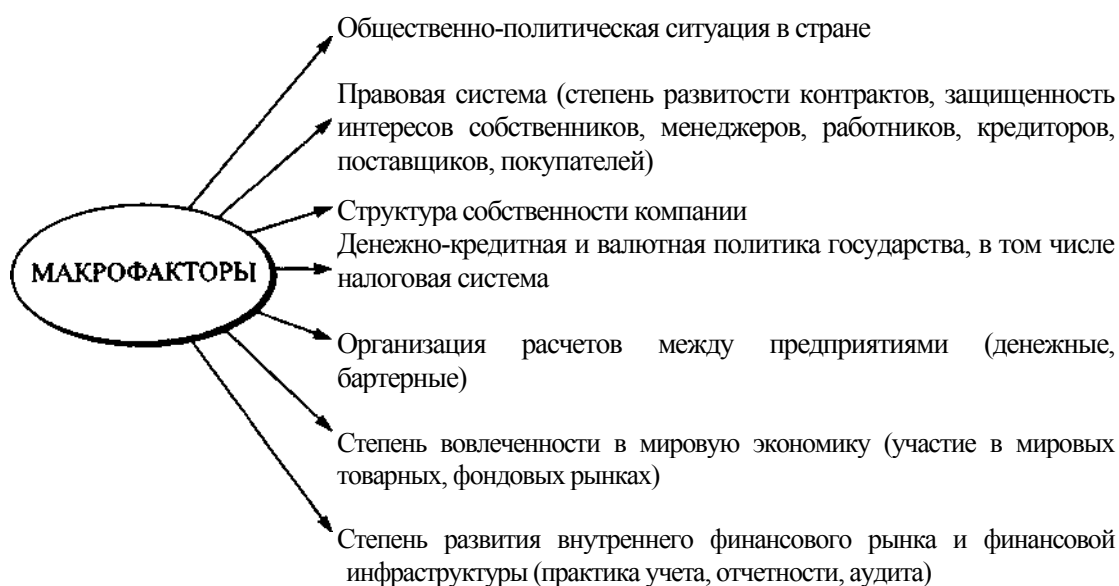 Общественно-политическая ситуация в стране
Правовая система (степень развитости контрактов, защищенность
интересов собственников, менеджеров, работников, кредиторов,
поставщиков, покупателей)
Структура собственности компании
Денежно-кредитная и валютная политика государства, в том числе
МАКРОФАКТОРЫ
налоговая система
Организация расчетов между предприятиями (денежные,
бартерные)
Степень вовлеченности в мировую экономику (участие в мировых
товарных, фондовых рынках)
Степень развития внутреннего финансового рынка и финансовой
инфраструктуры (практика учета, отчетности, аудита)